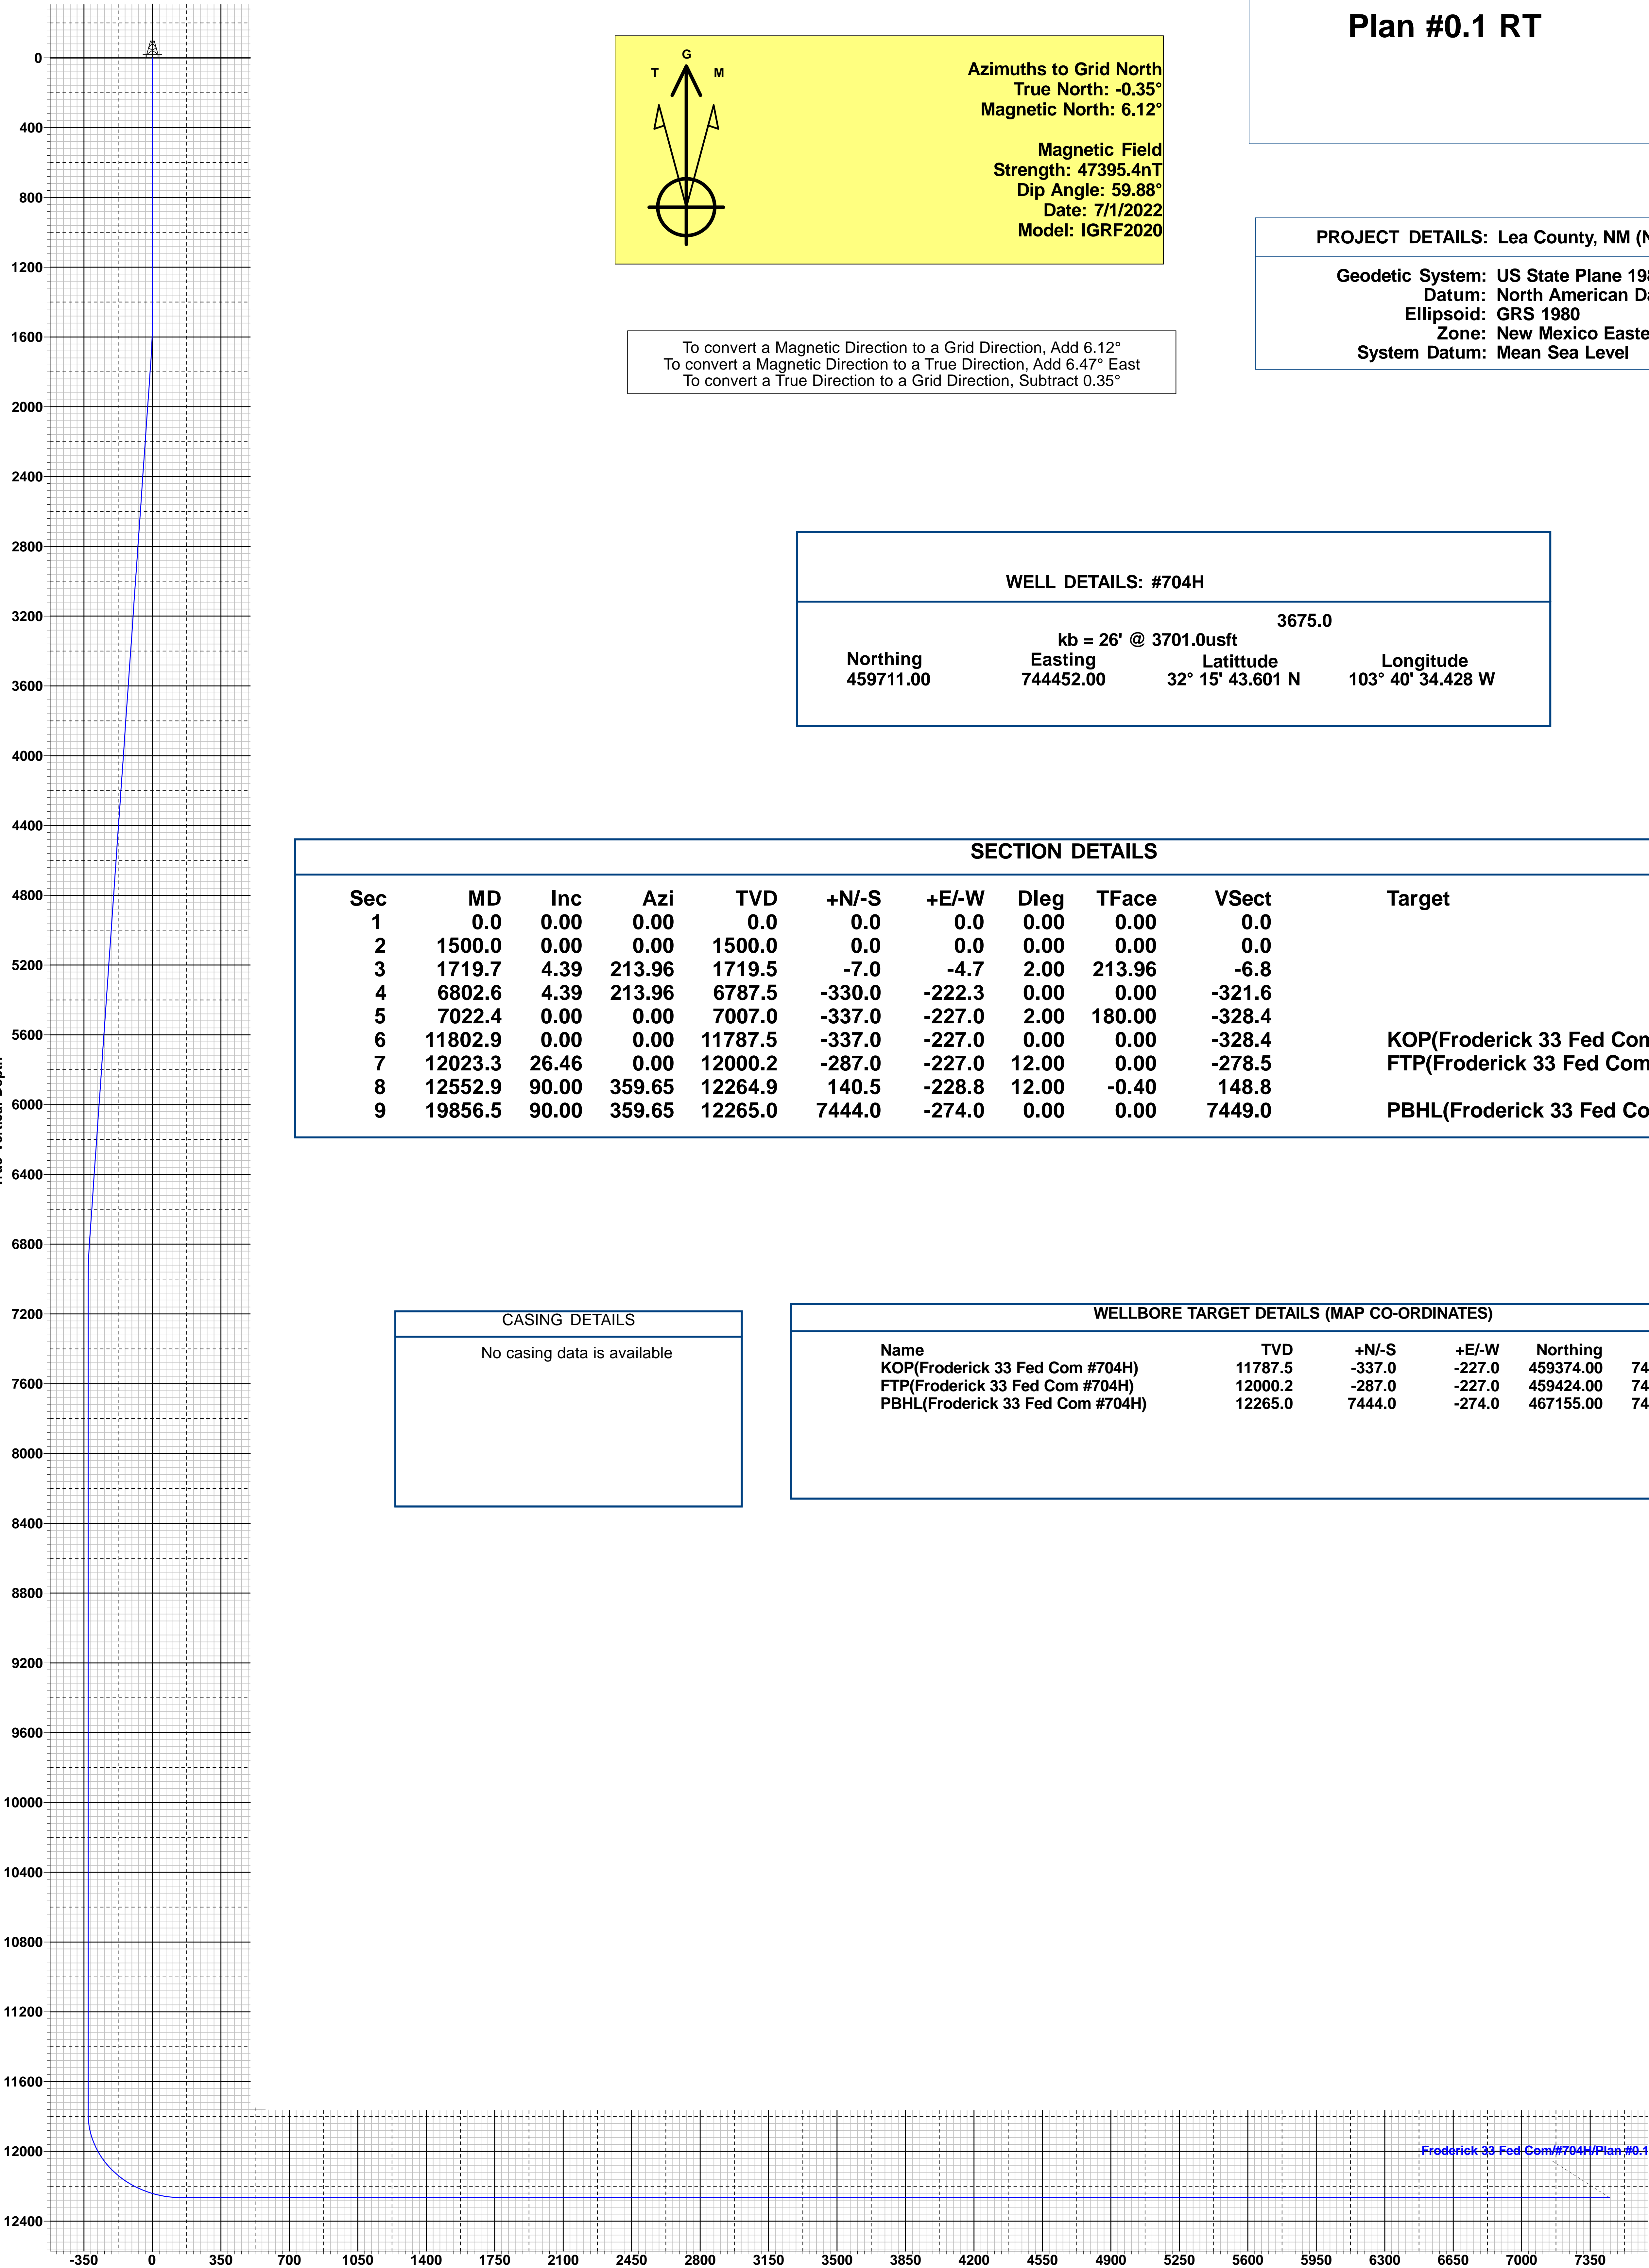 Plan #0.1 RT
T G M
Azimuths to Grid North
True North: -0.35°
Magnetic North: 6.12°
Magnetic Field
Strength: 47395.4nT
Dip Angle: 59.88°
Date: 7/1/2022
Model: IGRF2020
PROJECT DETAILS: Lea County, NM
Geodetic System: US State Plane
Datum: North American
Ellipsoid: GRS 1980
Zone: New Mexico
System Datum: Mean Sea Level
To convert a Magnetic Direction to a Grid Direction, Add 6.12°
To convert a Magnetic Direction to a True Direction, Add 6.47° East
To convert a True Direction to a Grid Direction, Subtract 0.35°
WELL DETAILS: #704H
3675.0
kb = 26' @ 3701.0usft
Northing Easting Latittude Longitude
459711.00 744452.00 32° 15' 43.601 N 103° 40' 34.428 W
SECTION DETAILS
Sec MD Inc Azi TVD +N/-S +E/-W Dleg TFace VSect Target
1 0.0 0.00 0.00 0.0 0.0 0.0 0.00 0.00 0.0
2 1500.0 0.00 0.00 1500.0 0.0 0.0 0.00 0.00 0.0
3 1719.7 4.39 213.96 1719.5 -7.0 -4.7 2.00 213.96 -6.8
4 6802.6 4.39 213.96 6787.5 -330.0 -222.3 0.00 0.00 -321.6
5 7022.4 0.00 0.00 7007.0 -337.0 -227.0 2.00 180.00 -328.4
6 11802.9 0.00 0.00 11787.5 -337.0 -227.0 0.00 0.00 -328.4 KOP(Froderick 33 Fed Com
7 12023.3 26.46 0.00 12000.2 -287.0 -227.0 12.00 0.00 -278.5 FTP(Froderick 33 Fed Com
8 12552.9 90.00 359.65 12264.9 140.5 -228.8 12.00 -0.40 148.8
9 19856.5 90.00 359.65 12265.0 7444.0 -274.0 0.00 0.00 7449.0 PBHL(Froderick 33 Fed
CASING DETAILS
No casing data is available
WELLBORE TARGET DETAILS (MAP CO-ORDINATES)
Name TVD +N/-S +E/-W Northing
KOP(Froderick 33 Fed Com #704H) 11787.5 -337.0 -227.0 459374.00
FTP(Froderick 33 Fed Com #704H) 12000.2 -287.0 -227.0 459424.00
PBHL(Froderick 33 Fed Com #704H) 12265.0 7444.0 -274.0 467155.00
0
400
800
1200
1600
2000
2400
2800
3200
3600
4000
4400
4800
5200
5600
6000
6400
6800
7200
7600
8000
8400
8800
9200
9600
10000
10400
10800
11200
11600
12000
12400
Froderick 33 Fed Com/#704H/Plan #0.1
-350 0 350 700 1050 1400 1750 2100 2450 2800 3150 3500 3850 4200 4550 4900 5250 5600 5950 6300 6650 7000 7350